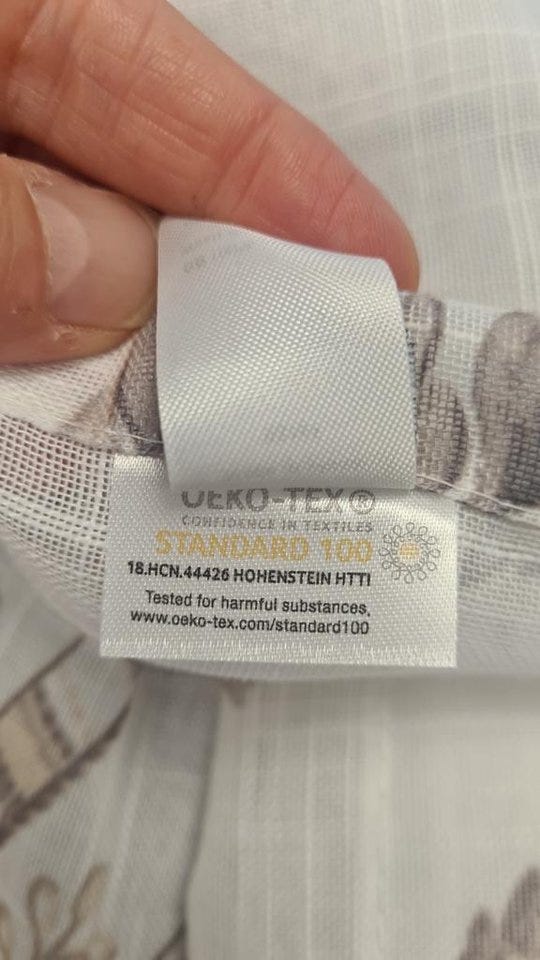 OEKO-TEX®
CONFIDENCE IN TEXTILES
STANDARD 100
18.HCN.44426 HOHENSTEIN HTTI
Tested for harmful substances.
www.oeko-tex.com/standard100